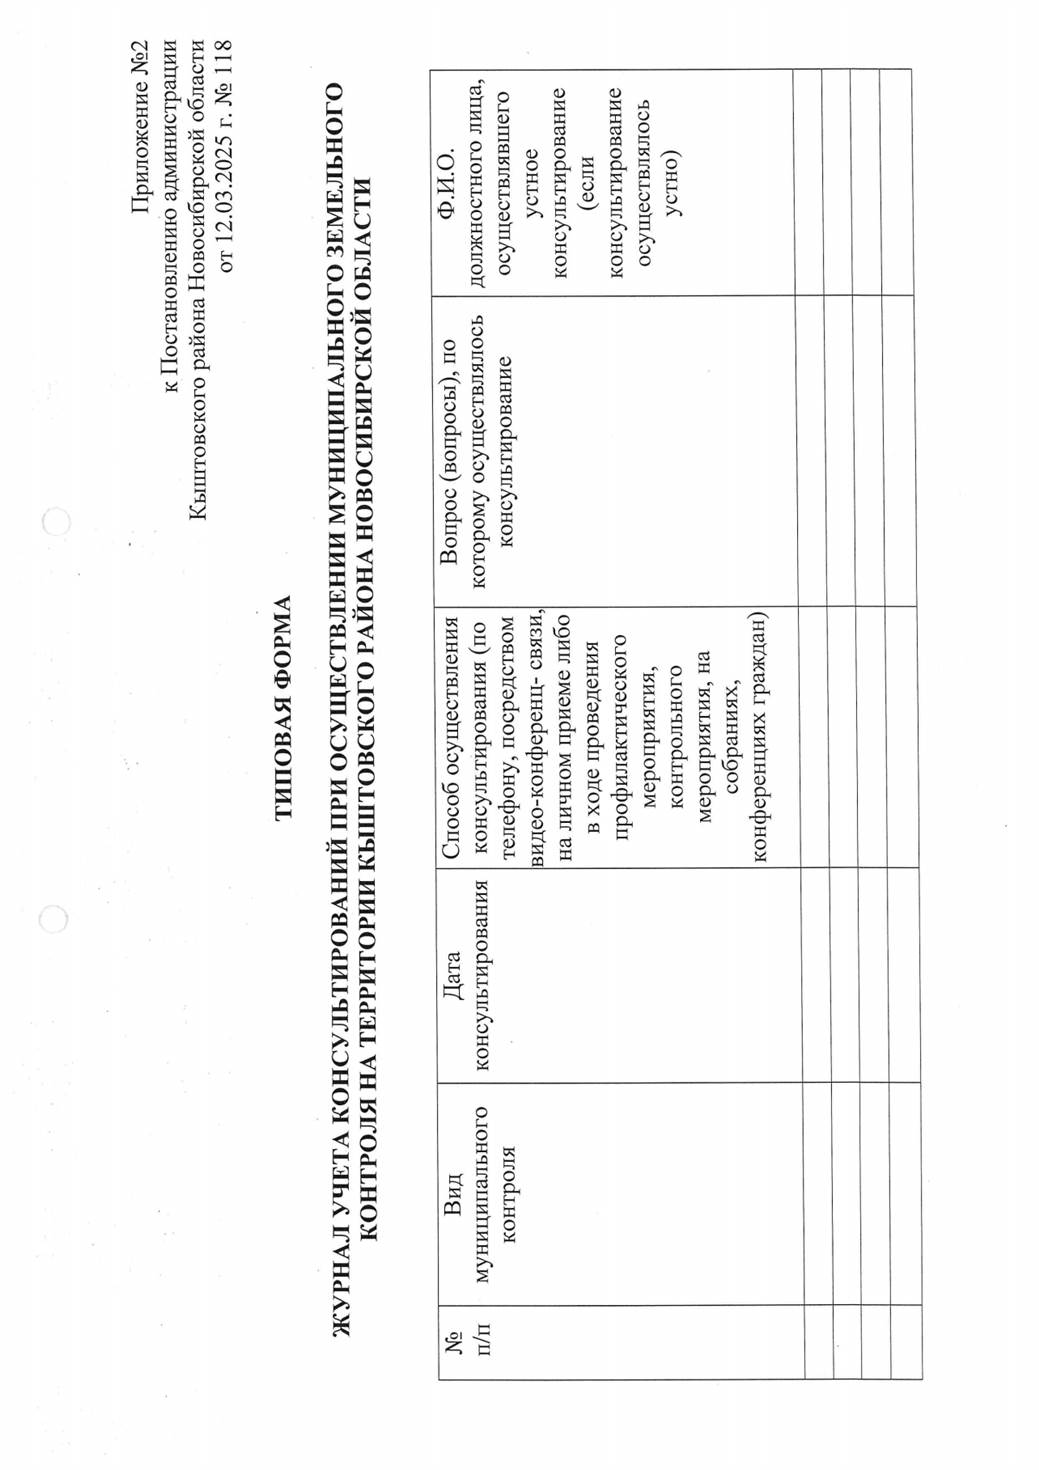 Приложение №2
к Постановлению администрации
Кыштовского района Новосибирской области
от 12.03.2025 г. № 118
ТИПОВАЯ ФОРМА
ЖУРНАЛ УЧЕТА КОНСУЛЬТИРОВАНИЙ ПРИ ОСУЩЕСТВЛЕНИИ МУНИЦИПАЛЬНОГО ЗЕМЕЛЬНОГО
КОНТРОЛЯ НА ТЕРРИТОРИИ КЫШТОВСКОГО РАЙОНА НОВОСИБИРСКОЙ ОБЛАСТИ
№
п/п
Вид
муниципального
контроля
Дата
консультирования
Способ осуществления
консультирования (по
телефону, посредством
видео-конференц- связи,
на личном приеме либо
в ходе проведения
профилактического
мероприятия,
контрольного
мероприятия, на
собраниях,
конференциях граждан)
Вопрос (вопросы), по
которому осуществлялось
консультирование
Ф.И.О.
должностного лица,
осуществлявшего
устное
консультирование
(если
консультирование
осуществлялось
устно)